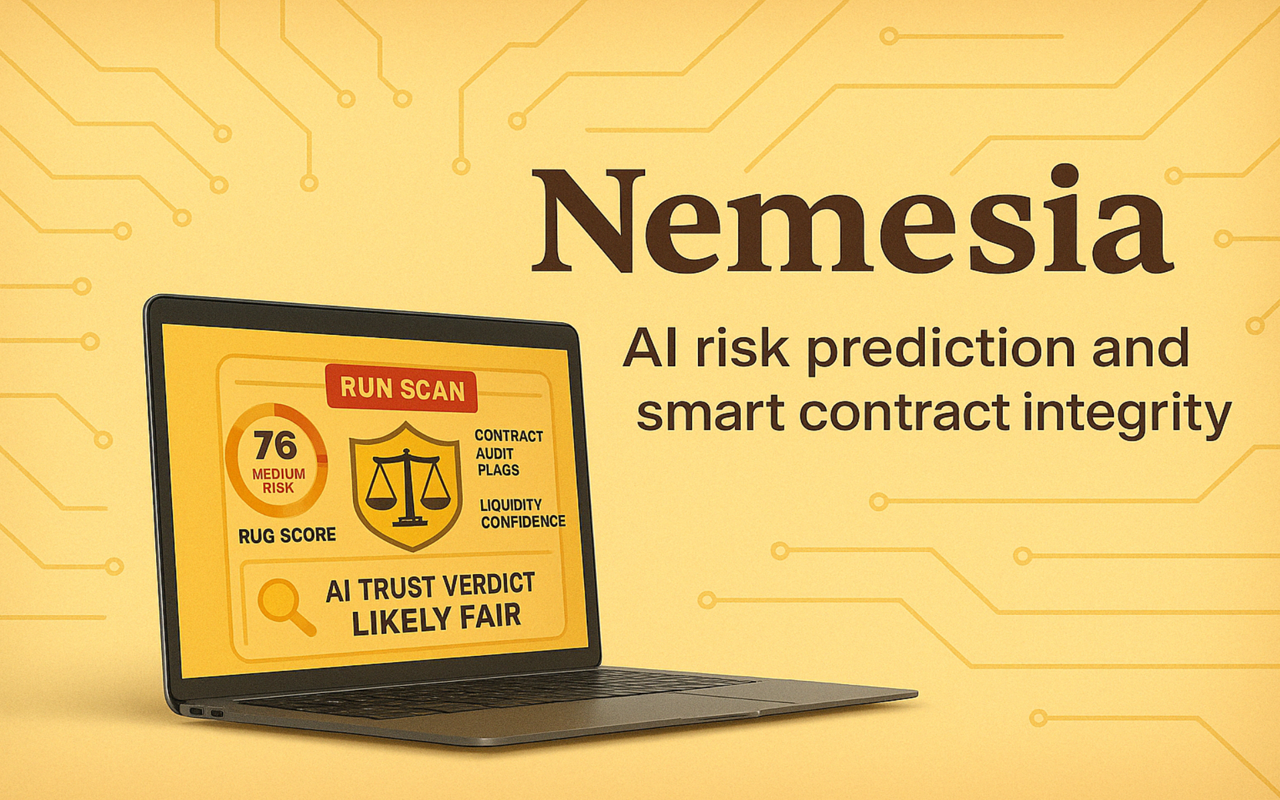 Nemesia
AI risk prediction and
smart contract integrity
RUN SCAN
76
MEDIUM
RISK
RUG SCORE
CONTRACT
AUDIT
PLAGS
LIQUIDITY
CONFIDENCE
AI TRUST VERDICT
LIKELY FAIR